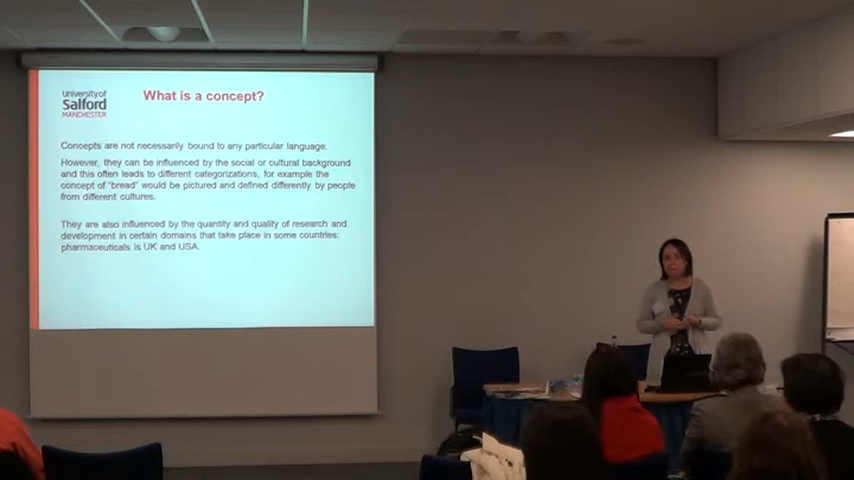 University of
Salford
MANCHESTER
What is a concept?
Concepts are not necessarily bound to any particular language.
However, they can be influenced by the social or cultural background
and this often leads to different categorizations, for example the
concept of "bread" would be pictured and defined differently by people
from different cultures.
They are also influenced by the quantity and quality of research and
development in certain domains that take place in some countries:
pharmaceuticals is UK and USA.